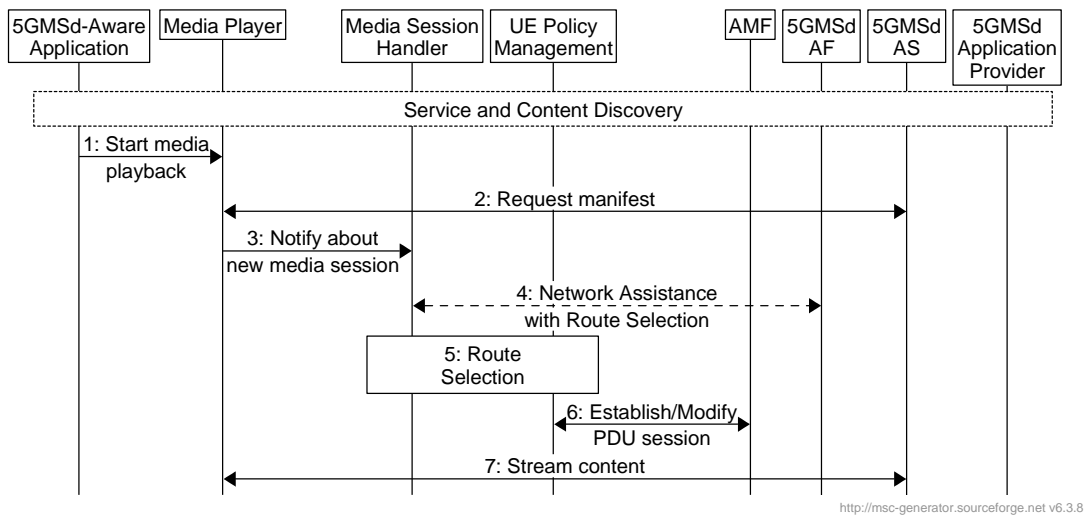 5GMSd-Aware
Application
Media Player
Media Session
Handler
UE Policy
Management
AMF
5GMSd
AF
5GMSd
AS
5GMSd
Application
Provider
Service and Content Discovery
1: Start media
playback
2: Request manifest
3: Notify about
new media session
4: Network Assistance
with Route Selection
5: Route
Selection
6: Establish/Modify
PDU session
7: Stream content
http://msc-generator.sourceforge.net v6.3.8